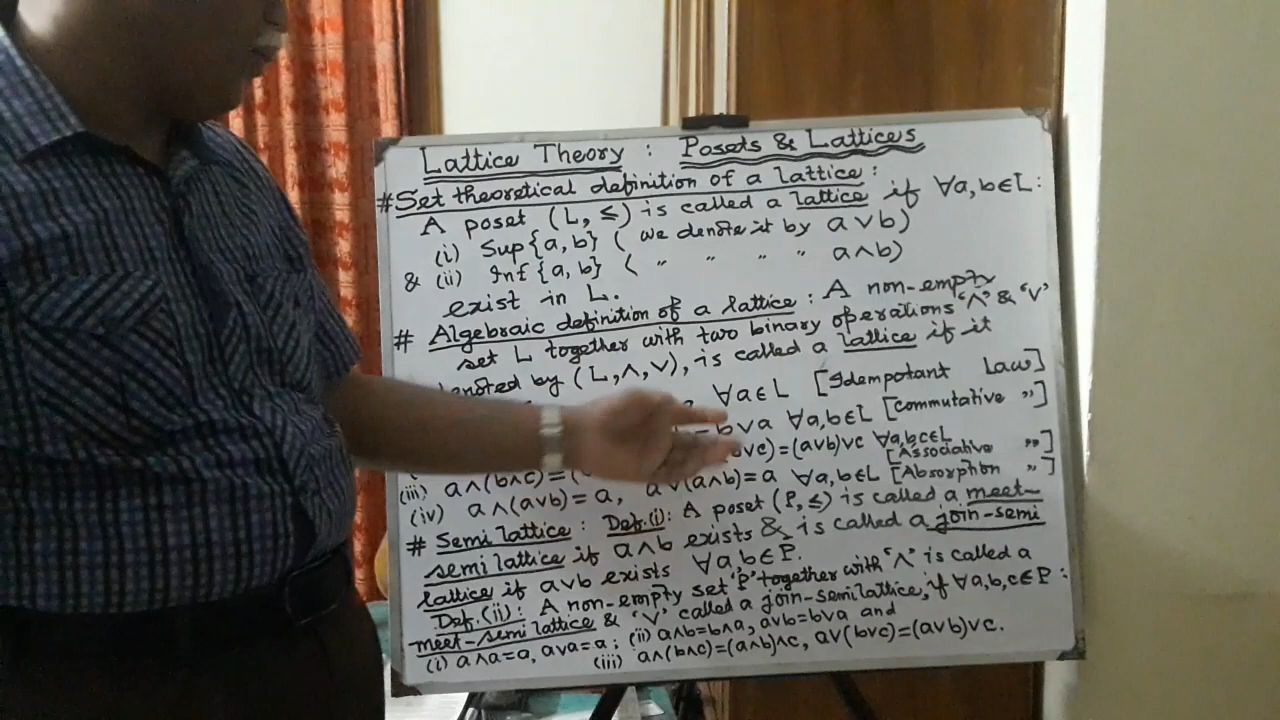 Lattice Theory : Posets & Lattices
# Set theoretical definition of a lattice :
A poset (L, ≤) is called a lattice if ∀a,b∈L:
(i) Sup{a,b} ( we denote it by a∨b)
& (ii) Inf{a,b} ( " " " " a∧b)
exist in L.
# Algebraic definition of a lattice : A non-empty
set L together with two binary operations '∧' & '∨'
denoted by (L,∧,∨), is called a lattice if it
∀a∈L [Idempotant Law]
b∨a ∀a,b∈L [Commutative "]
∨c)=(a∨b)∨c ∀a,b,c∈L [Associative "]
(iii) a∧(b∧c)=(
(iv) a∧(a∨b)=a, a∨(a∧b)=a ∀a,b∈L [Absorption "]
# Semi lattice : Def.(i): A poset (P,≤) is called a meet-
semi lattice if a∧b exists & is called a join-semi
lattice if a∨b exists ∀a,b∈P.
Def.(ii): A non-empty set 'P' together with '∧' is called a
meet-semi lattice & '∨' called a join-semilattice, if ∀a,b,c∈P :
(i) a∧a=a, a∨a=a ; (ii) a∧b=b∧a, a∨b=b∨a and
(iii) a∧(b∧c)=(a∧b)∧c, a∨(b∨c)=(a∨b)∨c.